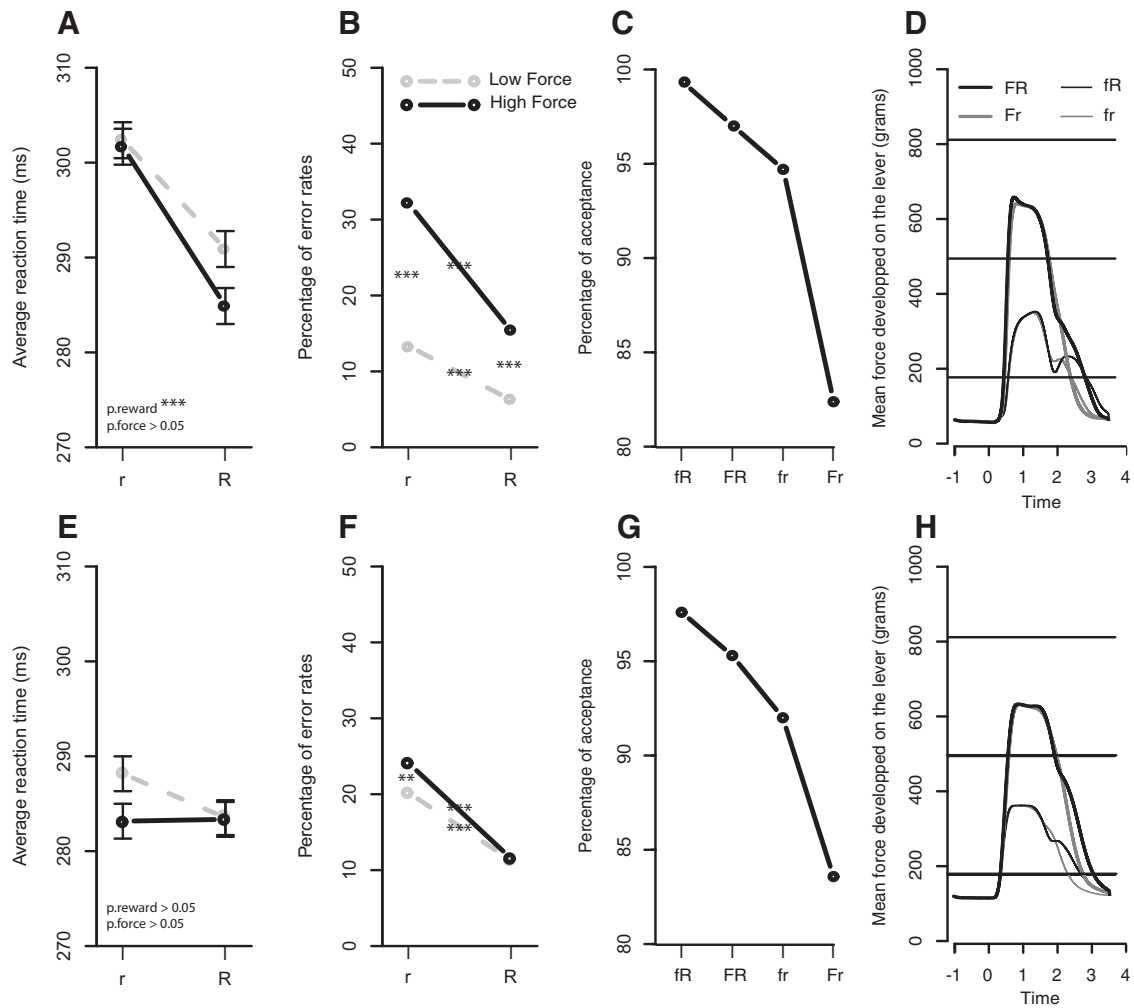 A
Average reaction time (ms)
310
300
290
280
270
p.reward ***
p.force > 0.05
r R
B
Percentage of error rates
50
40
30
20
10
0
Low Force
High Force
***
***
***
***
r R
C
Percentage of acceptance
100
95
90
85
80
fR FR fr Fr
D
Mean force developped on the lever (grams)
1000
800
600
400
200
0
FR fR
Fr fr
-1 0 1 2 3 4
Time
E
Average reaction time (ms)
310
300
290
280
270
p.reward > 0.05
p.force > 0.05
r R
F
Percentage of error rates
50
40
30
20
10
0
**
***
***
r R
G
Percentage of acceptance
100
95
90
85
80
fR FR fr Fr
H
Mean force developped on the lever (grams)
1000
800
600
400
200
0
-1 0 1 2 3 4
Time